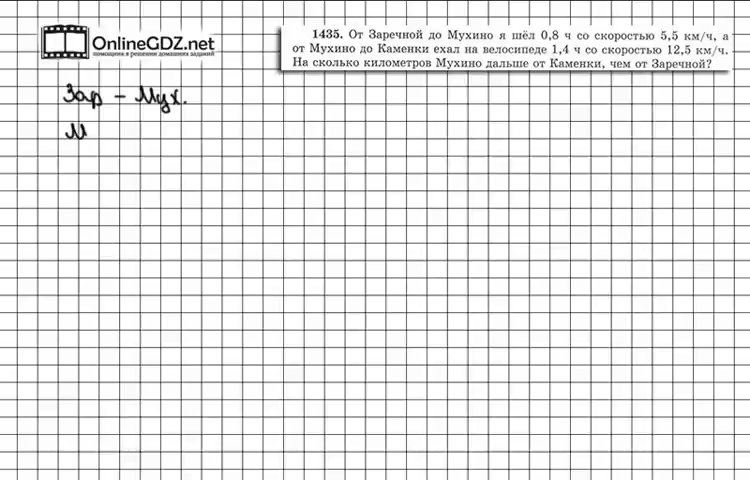 OnlineGDZ.net
помощник в решении домашних заданий
1435. От Заречной до Мухино я шёл 0,8 ч со скоростью 5,5 км/ч, а
от Мухино до Каменки ехал на велосипеде 1,4 ч со скоростью 12,5 км/ч.
На сколько километров Мухино дальше от Каменки, чем от Заречной?
Зар – Мух.
М